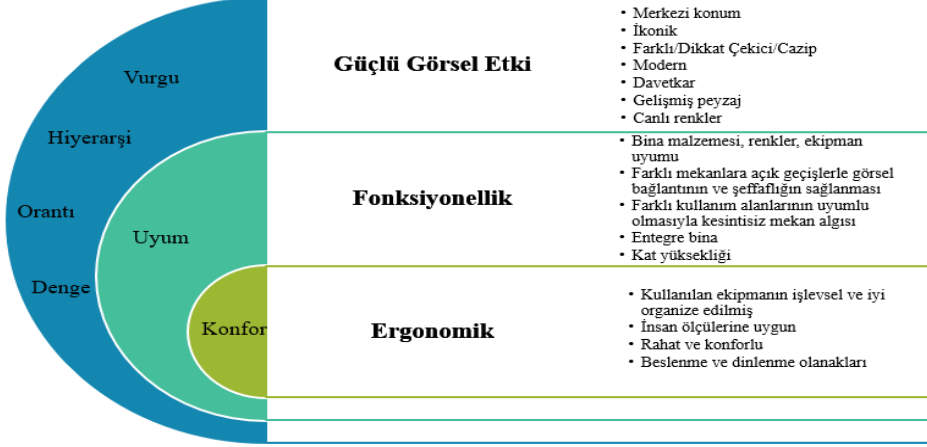 Vurgu
Hiyerarşi
Orantı
Denge
Uyum
Konfor
Güçlü Görsel Etki
• Merkezi konum
• İkonik
• Farklı/Dikkat Çekici/Cazip
• Modern
• Davetkar
• Gelişmiş peyzaj
• Canlı renkler
Fonksiyonellik
• Bina malzemesi, renkler, ekipman
uyumu
• Farklı mekanlara açık geçişlerle görsel
bağlantının ve şeffaflığın sağlanması
• Farklı kullanım alanlarının uyumlu
olmasıyla kesintisiz mekan algısı
• Entegre bina
• Kat yüksekliği
Ergonomik
• Kullanılan ekipmanın işlevsel ve iyi
organize edilmiş
• İnsan ölçülerine uygun
• Rahat ve konforlu
• Beslenme ve dinlenme olanakları